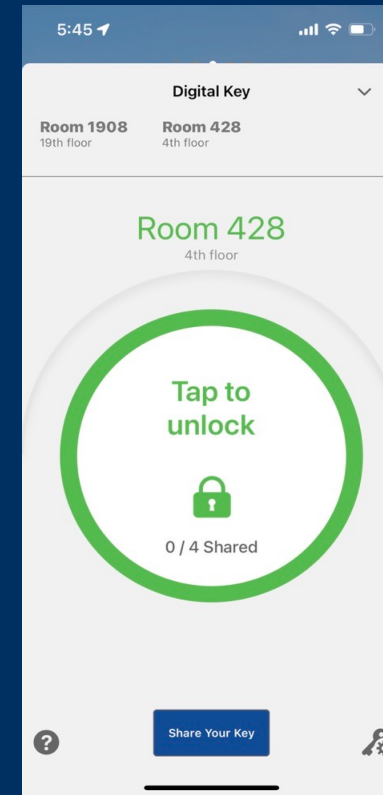 5:45
Digital Key
Room 1908 Room 428
19th floor 4th floor
Room 428
4th floor
Tap to
unlock
0 / 4 Shared
?
Share Your Key